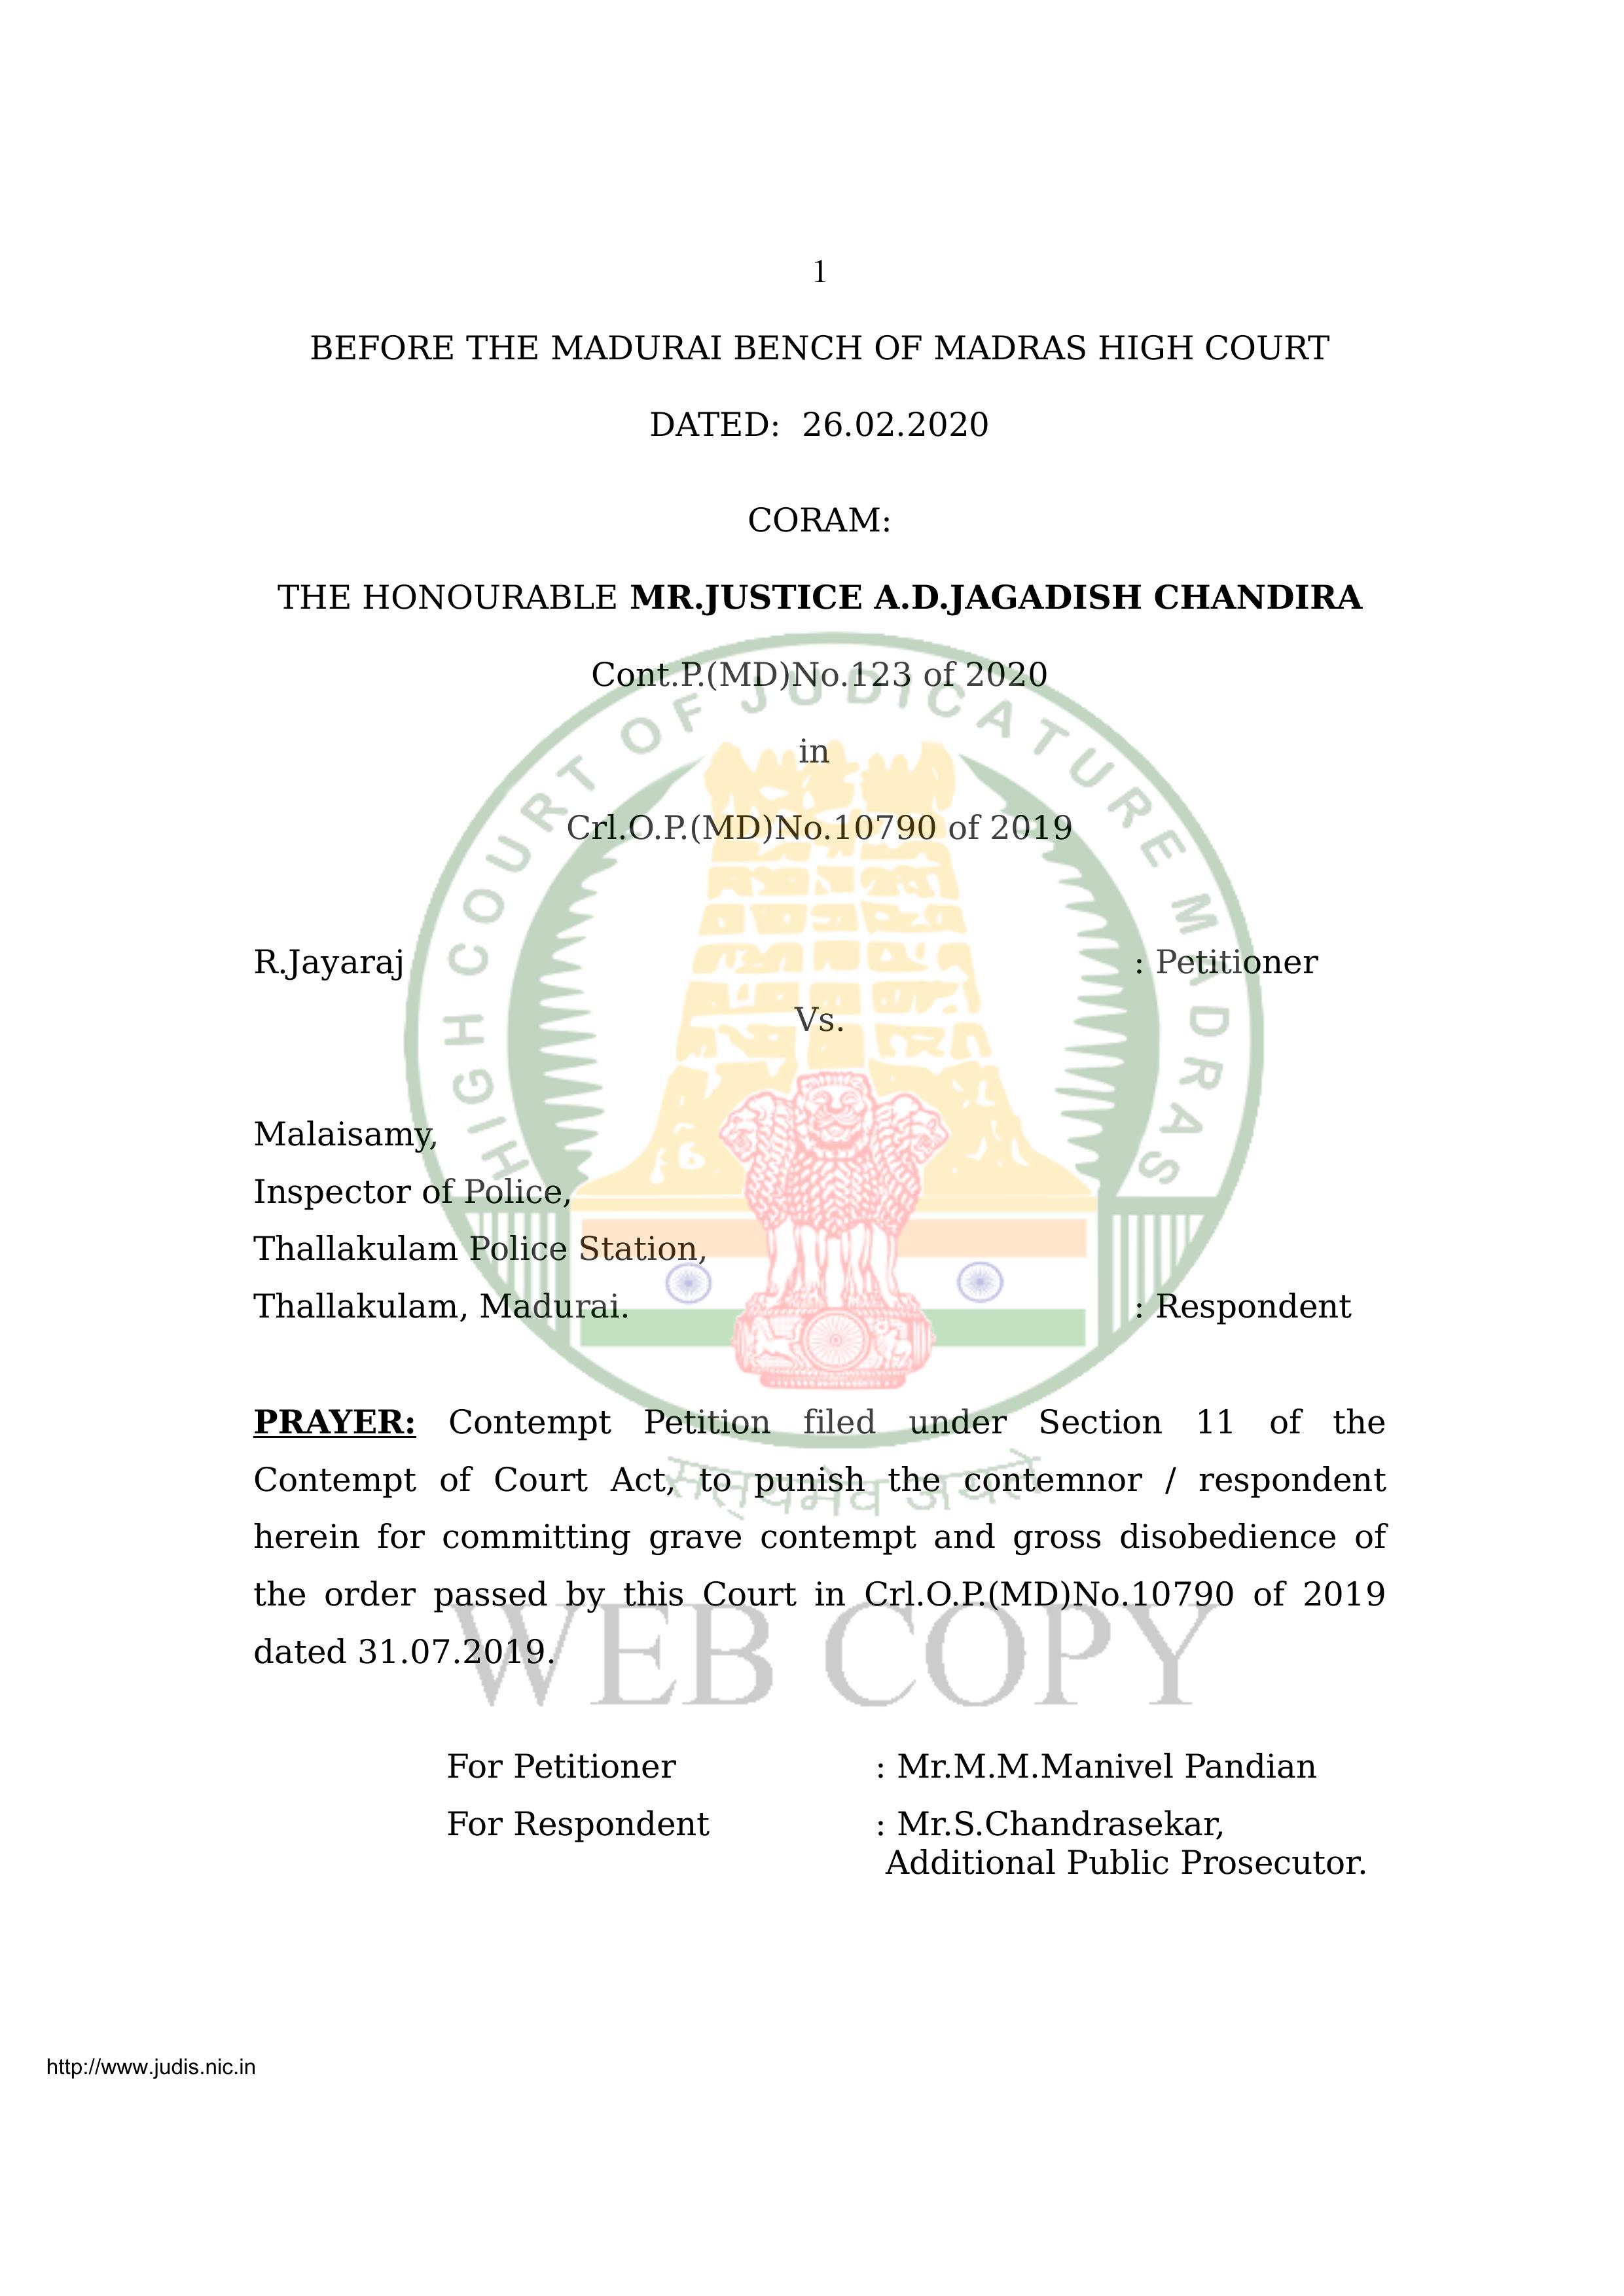 1
BEFORE THE MADURAI BENCH OF MADRAS HIGH COURT
DATED:  26.02.2020
CORAM:
THE HONOURABLE MR.JUSTICE A.D.JAGADISH CHANDIRA
Cont.P.(MD)No.123 of 2020
in
Crl.O.P.(MD)No.10790 of 2019
R.Jayaraj : Petitioner
Vs.
Malaisamy,
Inspector of Police,
Thallakulam Police Station,
Thallakulam, Madurai. : Respondent
PRAYER: Contempt Petition filed under Section 11 of the
Contempt of Court Act, to punish the contemnor / respondent
herein for committing grave contempt and gross disobedience of
the order passed by this Court in Crl.O.P.(MD)No.10790 of 2019
dated 31.07.2019.
For Petitioner : Mr.M.M.Manivel Pandian
For Respondent : Mr.S.Chandrasekar,
Additional Public Prosecutor.
HIGH COURT OF JUDICATURE MADRAS
सत्यमेव जयते
WEB COPY
http://www.judis.nic.in